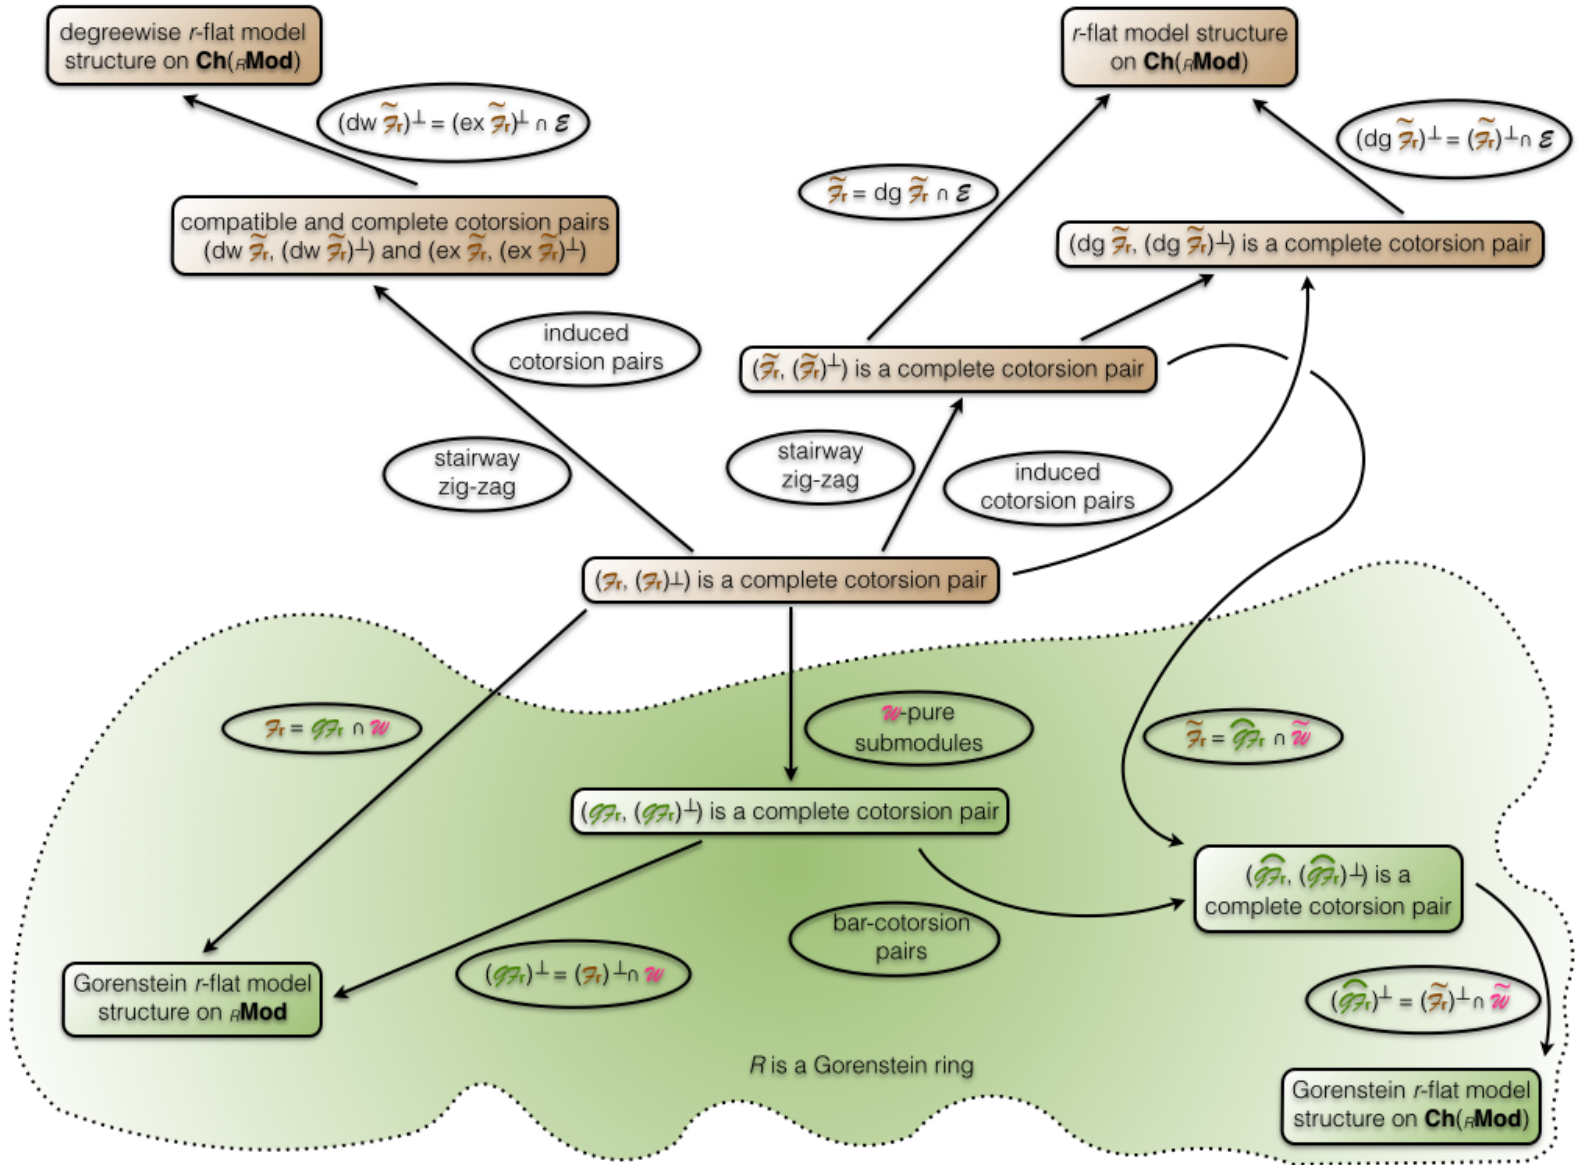 degreewise r-flat model
structure on Ch(ᵣMod)
r-flat model structure
on Ch(ᵣMod)
(dw ℱ̃ᵣ)⊥ = (ex ℱ̃ᵣ)⊥ ∩ ℰ
(dg ℱ̃ᵣ)⊥ = (ℱ̃ᵣ)⊥ ∩ ℰ
ℱ̃ᵣ = dg ℱ̃ᵣ ∩ ℰ
compatible and complete cotorsion pairs
(dw ℱ̃ᵣ, (dw ℱ̃ᵣ)⊥) and (ex ℱ̃ᵣ, (ex ℱ̃ᵣ)⊥)
(dg ℱ̃ᵣ, (dg ℱ̃ᵣ)⊥) is a complete cotorsion pair
induced
cotorsion pairs
(ℱ̃ᵣ, (ℱ̃ᵣ)⊥) is a complete cotorsion pair
stairway
zig-zag
stairway
zig-zag
induced
cotorsion pairs
(ℱᵣ, (ℱᵣ)⊥) is a complete cotorsion pair
ℱᵣ = 𝒢ℱᵣ ∩ 𝒲
𝒲-pure
submodules
ℱ̃ᵣ = 𝒢ℱ̂ᵣ ∩ 𝒲̃
(𝒢ℱᵣ, (𝒢ℱᵣ)⊥) is a complete cotorsion pair
(𝒢ℱ̂ᵣ, (𝒢ℱ̂ᵣ)⊥) is a
complete cotorsion pair
bar-cotorsion
pairs
(𝒢ℱᵣ)⊥ = (ℱᵣ)⊥ ∩ 𝒲
Gorenstein r-flat model
structure on ᵣMod
(𝒢ℱ̂ᵣ)⊥ = (ℱ̃ᵣ)⊥ ∩ 𝒲̃
R is a Gorenstein ring
Gorenstein r-flat model
structure on Ch(ᵣMod)